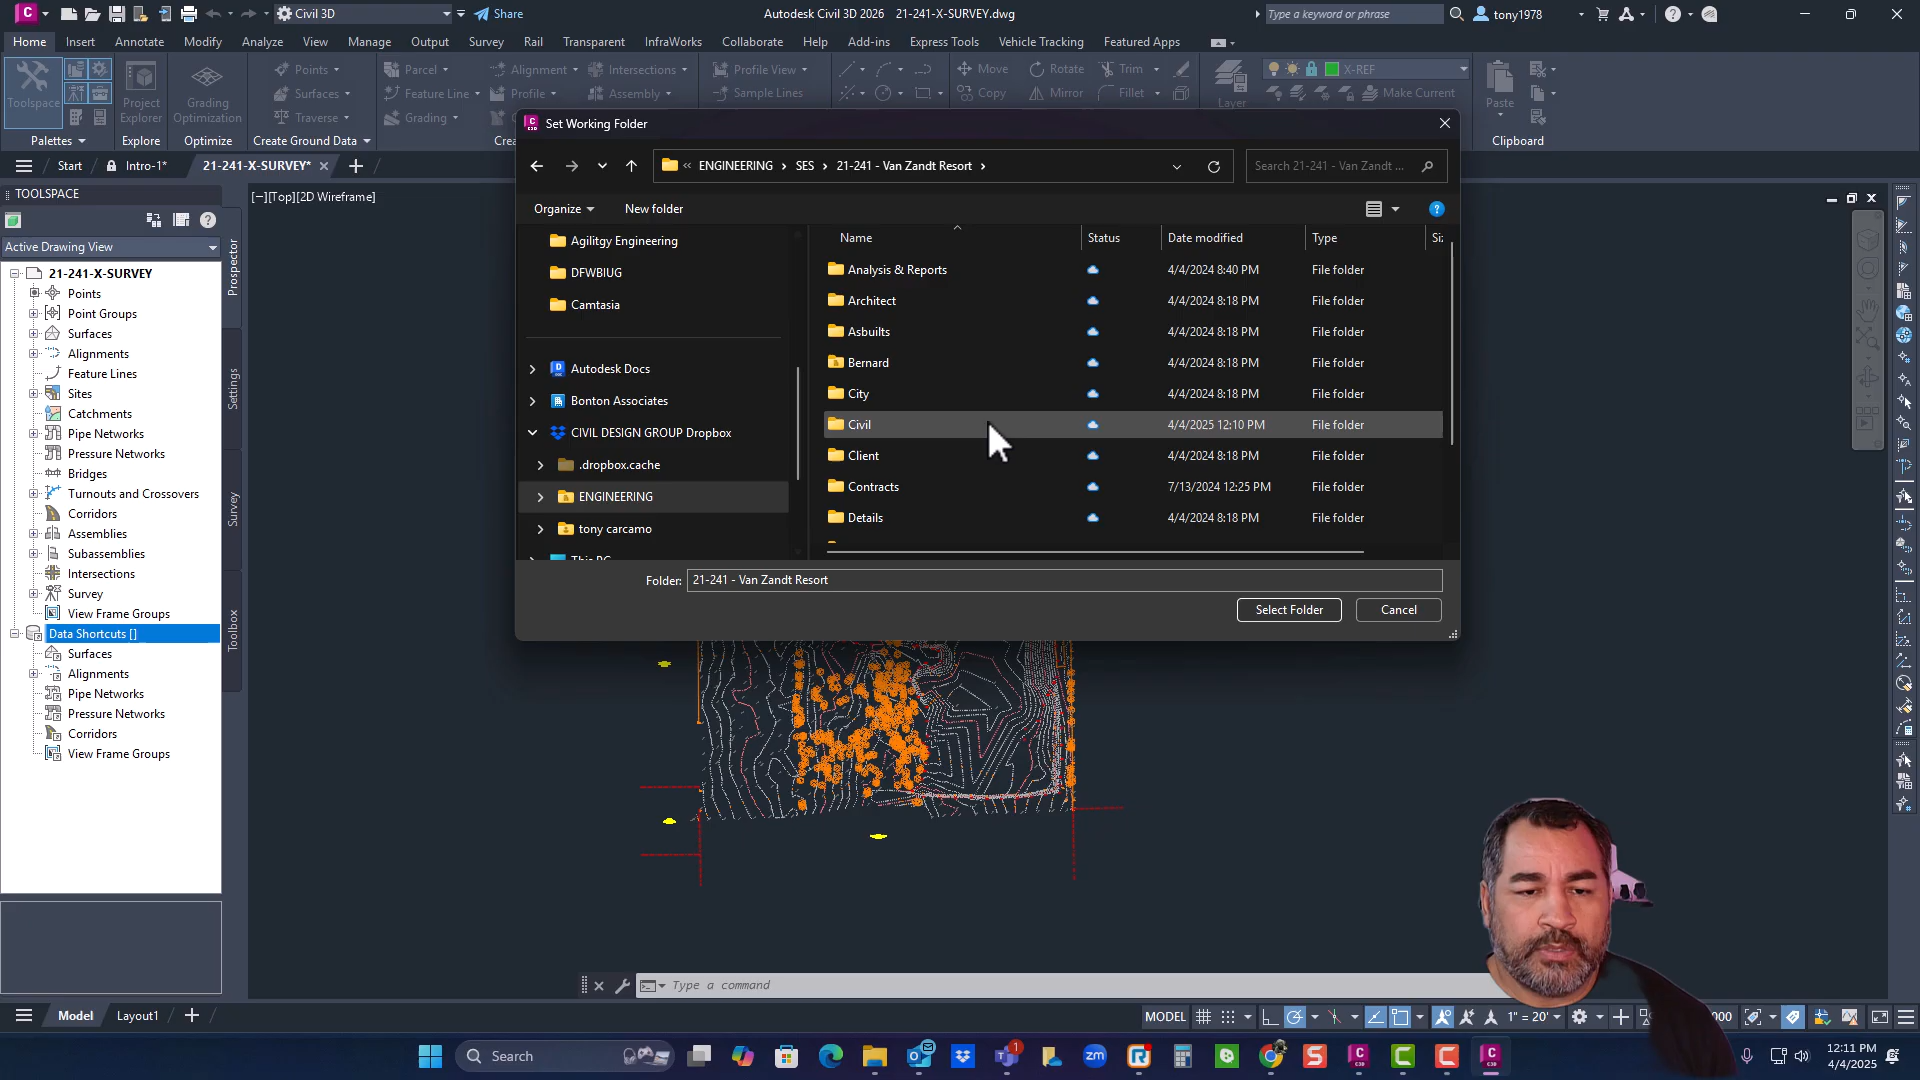 Civil 3D
Share
Autodesk Civil 3D 2026 21-241-X-SURVEY.dwg
Type a keyword or phrase
tony1978
Home Insert Annotate Modify Analyze View Manage Output Survey Rail Transparent InfraWorks Collaborate Help Add-ins Express Tools Vehicle Tracking Featured Apps
Toolspace
Project
Explorer
Grading
Optimization
Points
Surfaces
Traverse
Parcel
Feature Line
Grading
Alignment
Profile
Intersections
Assembly
Profile View
Sample Lines
Move
Copy
Rotate
Mirror
Trim
Fillet
Layer
X-REF
Make Current
Paste
Palettes
Explore
Optimize
Create Ground Data
Clipboard
Start
Intro-1*
21-241-X-SURVEY*
TOOLSPACE
Active Drawing View
21-241-X-SURVEY
Points
Point Groups
Surfaces
Alignments
Feature Lines
Sites
Catchments
Pipe Networks
Pressure Networks
Bridges
Turnouts and Crossovers
Corridors
Assemblies
Subassemblies
Intersections
Survey
View Frame Groups
Data Shortcuts []
Surfaces
Alignments
Pipe Networks
Pressure Networks
Corridors
View Frame Groups
Prospector
Settings
Survey
Toolbox
[−][Top][2D Wireframe]
Set Working Folder
« ENGINEERING › SES › 21-241 - Van Zandt Resort ›
Search 21-241 - Van Zandt ...
Organize
New folder
Agilitgy Engineering
DFWBIUG
Camtasia
Autodesk Docs
Bonton Associates
CIVIL DESIGN GROUP Dropbox
.dropbox.cache
ENGINEERING
tony carcamo
Name Status Date modified Type
Analysis & Reports 4/4/2024 8:40 PM File folder
Architect 4/4/2024 8:18 PM File folder
Asbuilts 4/4/2024 8:18 PM File folder
Bernard 4/4/2024 8:18 PM File folder
City 4/4/2024 8:18 PM File folder
Civil 4/4/2025 12:10 PM File folder
Client 4/4/2024 8:18 PM File folder
Contracts 7/13/2024 12:25 PM File folder
Details 4/4/2024 8:18 PM File folder
Folder: 21-241 - Van Zandt Resort
Select Folder
Cancel
Type a command
Model
Layout1
MODEL
1" = 20'
Search
12:11 PM
4/4/2025